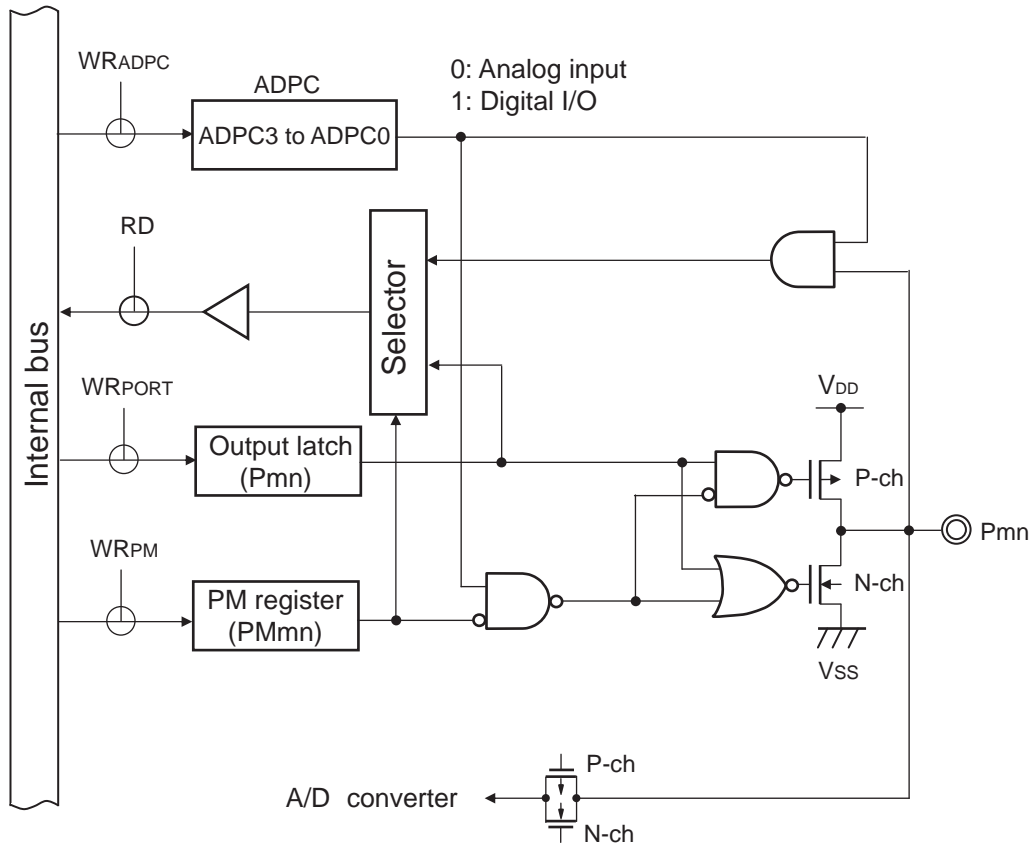 WRADPC
ADPC
0: Analog input
1: Digital I/O
ADPC3 to ADPC0
RD
Selector
Internal bus
WRPORT
VDD
Output latch
(Pmn)
P-ch
Pmn
WRPM
N-ch
PM register
(PMmn)
VSS
P-ch
A/D converter
N-ch